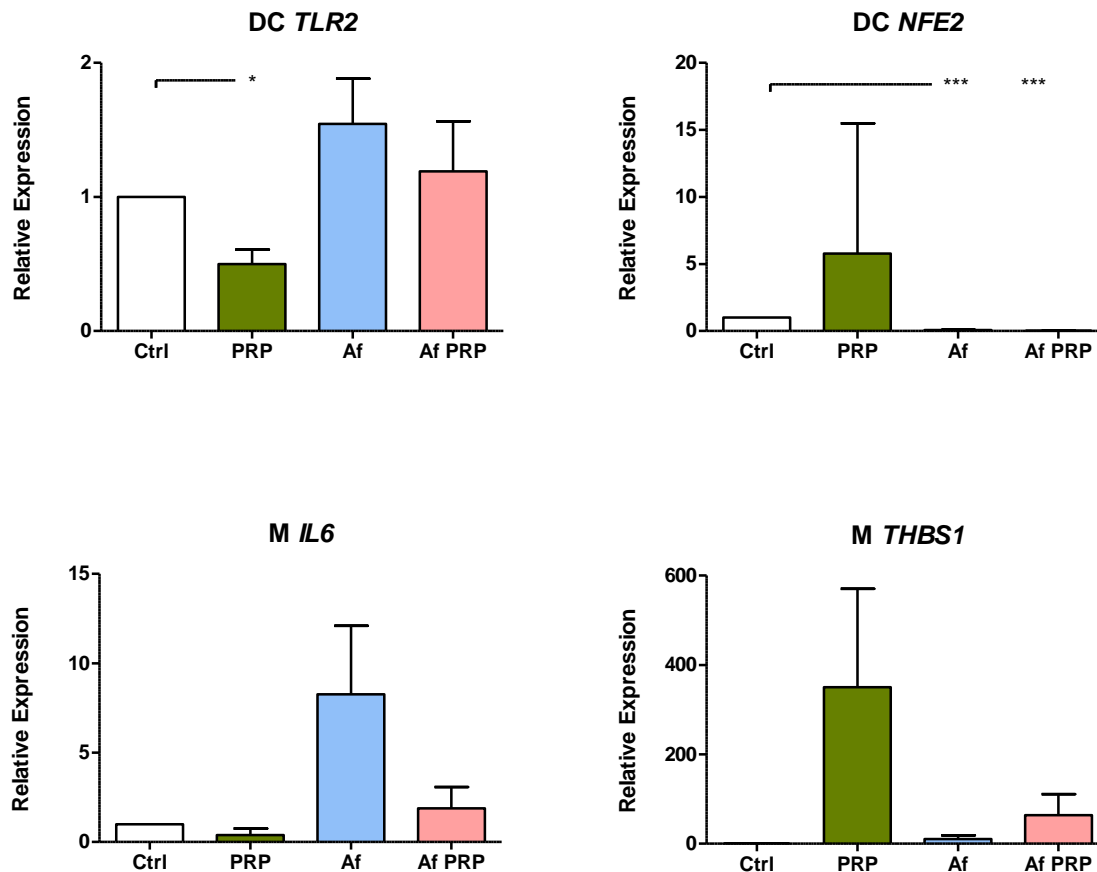 DC TLR2
Relative Expression
2
1
0
*
Ctrl PRP Af Af PRP
DC NFE2
Relative Expression
20
15
10
5
0
*** ***
Ctrl PRP Af Af PRP
M IL6
Relative Expression
15
10
5
0
Ctrl PRP Af Af PRP
M THBS1
Relative Expression
600
400
200
0
Ctrl PRP Af Af PRP